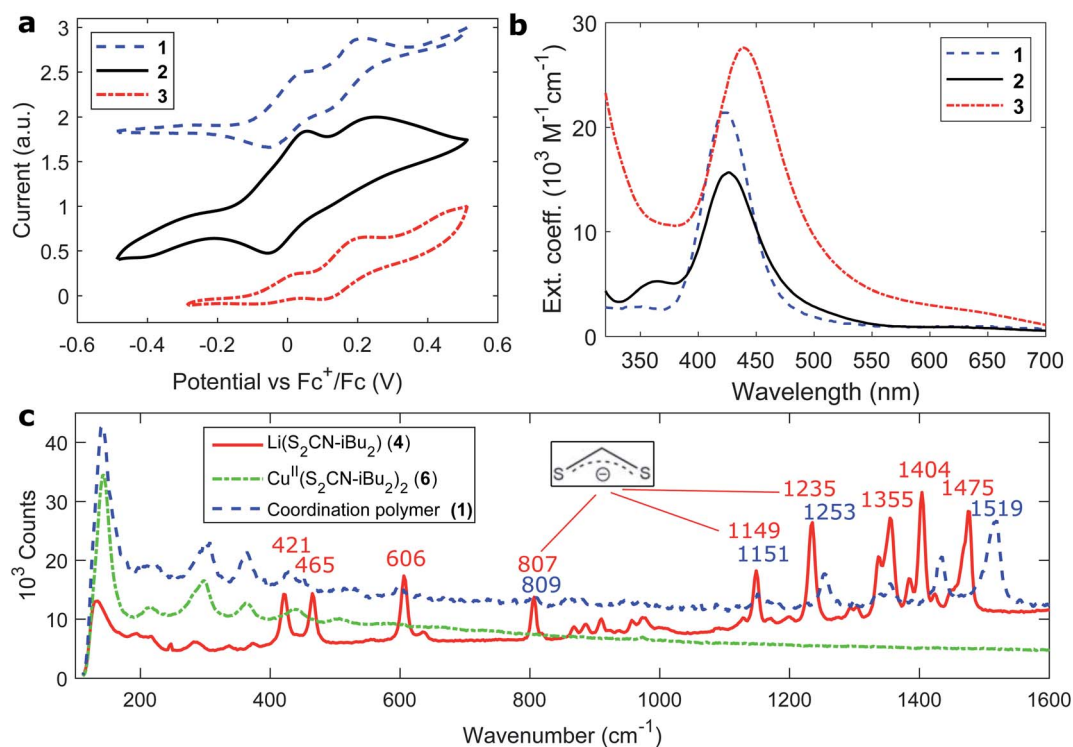 a
1
2
3
3
2.5
2
1.5
1
0.5
0
Current (a.u.)
-0.6 -0.4 -0.2 0 0.2 0.4 0.6
Potential vs Fc⁺/Fc (V)
b
1
2
3
30
20
10
0
Ext. coeff. (10³ M⁻¹cm⁻¹)
350 400 450 500 550 600 650 700
Wavelength (nm)
c
Li(S₂CN-iBu₂) (4)
Cuᴵᴵ(S₂CN-iBu₂)₂ (6)
Coordination polymer (1)
S S
⊖
421
465
606
807
809
1149
1151
1235
1253
1355
1404
1475
1519
40
30
20
10
0
10³ Counts
200 400 600 800 1000 1200 1400 1600
Wavenumber (cm⁻¹)